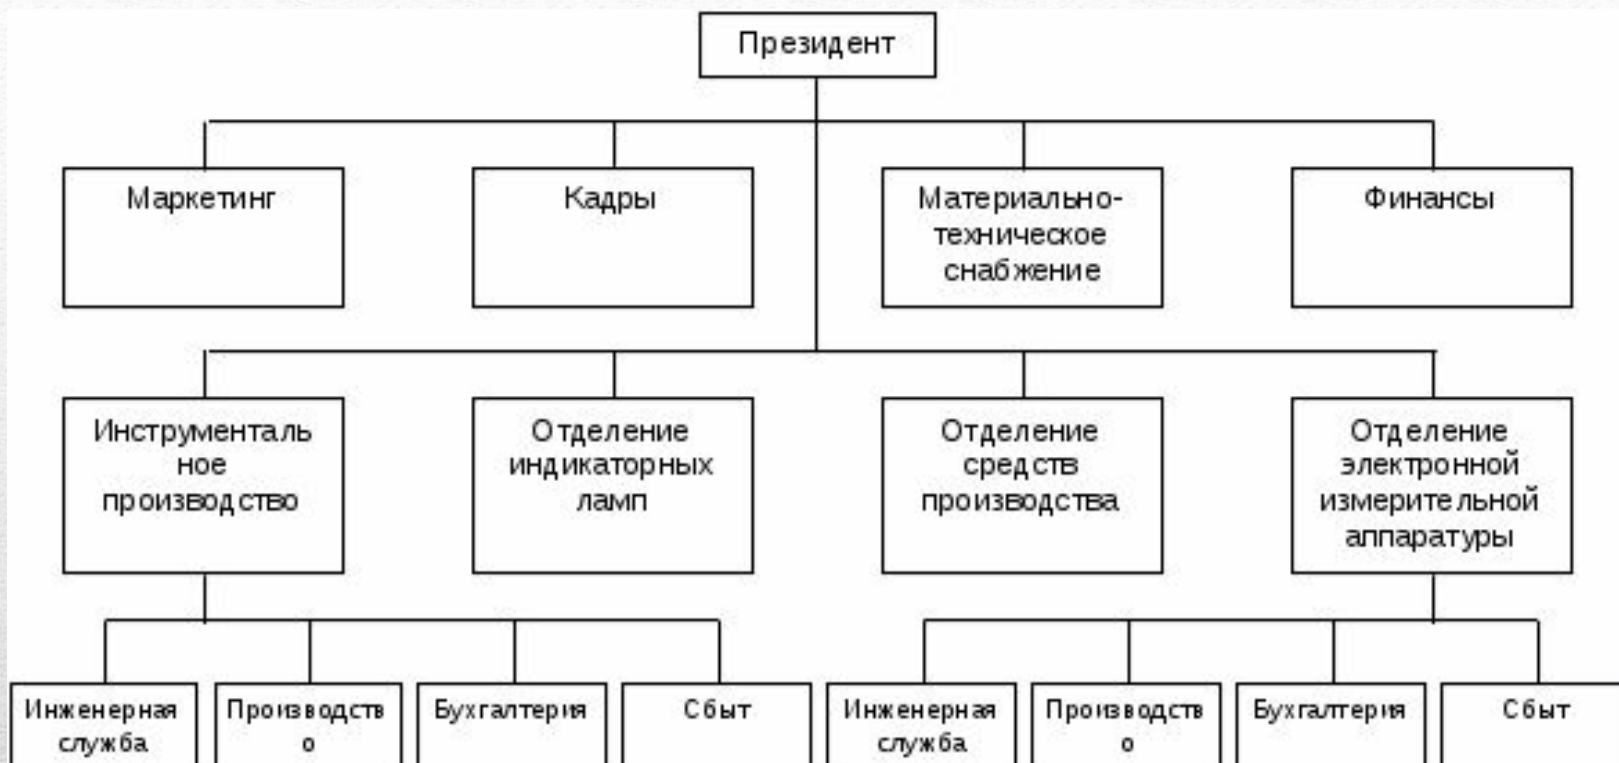 Президент
Маркетинг
Кадры
Материально-
техническое
снабжение
Финансы
Инструменталь
ное
производство
Отделение
индикаторных
ламп
Отделение
средств
производства
Отделение
электронной
измерительной
аппаратуры
Инженерная
служба
Производств
о
Бухгалтерия
Сбыт
Инженерная
служба
Производств
о
Бухгалтерия
Сбыт